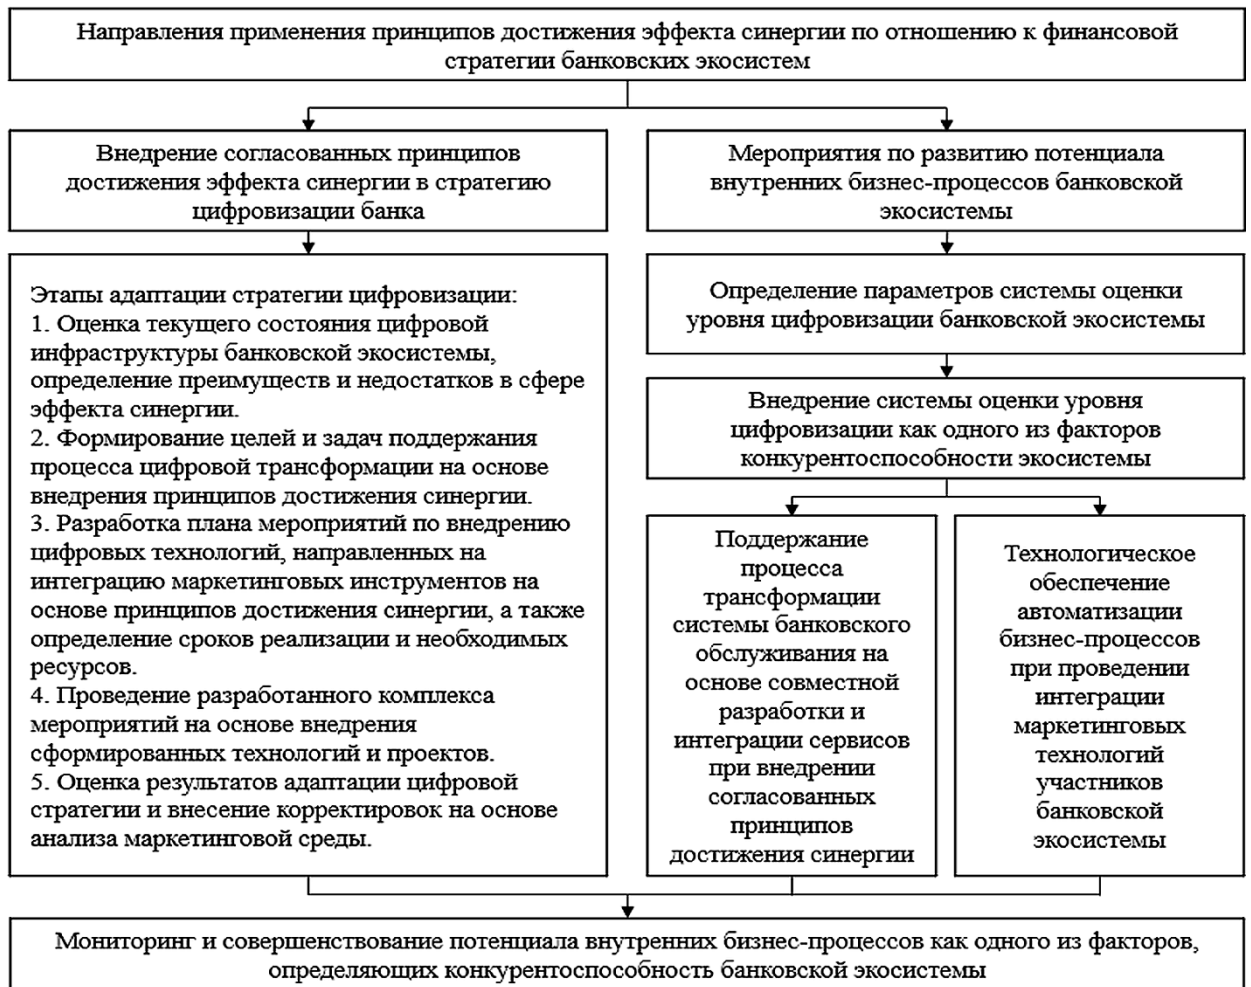 Направления применения принципов достижения эффекта синергии по отношению к финансовой
стратегии банковских экосистем
Внедрение согласованных принципов
достижения эффекта синергии в стратегию
цифровизации банка
Этапы адаптации стратегии цифровизации:
1. Оценка текущего состояния цифровой
инфраструктуры банковской экосистемы,
определение преимуществ и недостатков в сфере
эффекта синергии.
2. Формирование целей и задач поддержания
процесса цифровой трансформации на основе
внедрения принципов достижения синергии.
3. Разработка плана мероприятий по внедрению
цифровых технологий, направленных на
интеграцию маркетинговых инструментов на
основе принципов достижения синергии, а также
определение сроков реализации и необходимых
ресурсов.
4. Проведение разработанного комплекса
мероприятий на основе внедрения
сформированных технологий и проектов.
5. Оценка результатов адаптации цифровой
стратегии и внесение корректировок на основе
анализа маркетинговой среды.
Мероприятия по развитию потенциала
внутренних бизнес-процессов банковской
экосистемы
Определение параметров системы оценки
уровня цифровизации банковской экосистемы
Внедрение системы оценки уровня
цифровизации как одного из факторов
конкурентоспособности экосистемы
Поддержание
процесса
трансформации
системы банковского
обслуживания на
основе совместной
разработки и
интеграции сервисов
при внедрении
согласованных
принципов
достижения синергии
Технологическое
обеспечение
автоматизации
бизнес-процессов
при проведении
интеграции
маркетинговых
технологий
участников
банковской
экосистемы
Мониторинг и совершенствование потенциала внутренних бизнес-процессов как одного из факторов,
определяющих конкурентоспособность банковской экосистемы